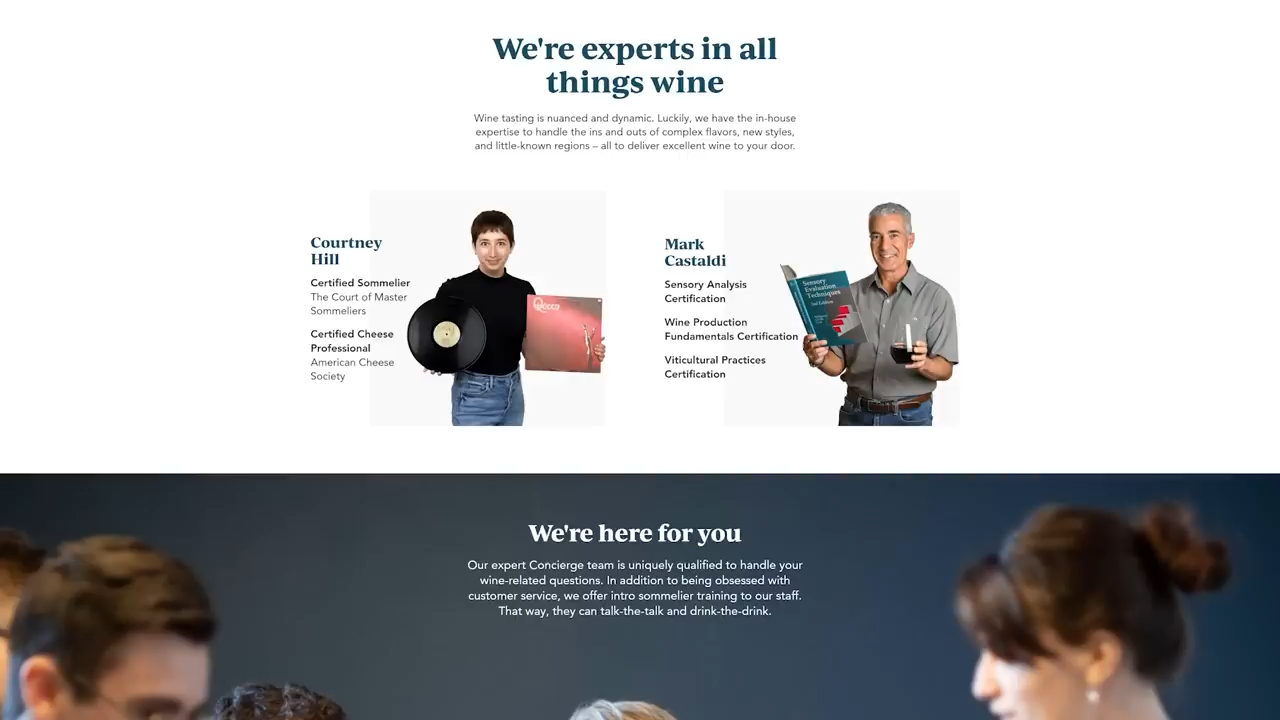 We're experts in all
things wine
Wine tasting is nuanced and dynamic. Luckily, we have the in-house
expertise to handle the ins and outs of complex flavors, new styles,
and little-known regions – all to deliver excellent wine to your door.
Courtney
Hill
Certified Sommelier
The Court of Master
Sommeliers
Certified Cheese
Professional
American Cheese
Society
Mark
Castaldi
Sensory Analysis
Certification
Wine Production
Fundamentals Certification
Viticultural Practices
Certification
Sensory
Evaluation
Techniques
We're here for you
Our expert Concierge team is uniquely qualified to handle your
wine-related questions. In addition to being obsessed with
customer service, we offer intro sommelier training to our staff.
That way, they can talk-the-talk and drink-the-drink.